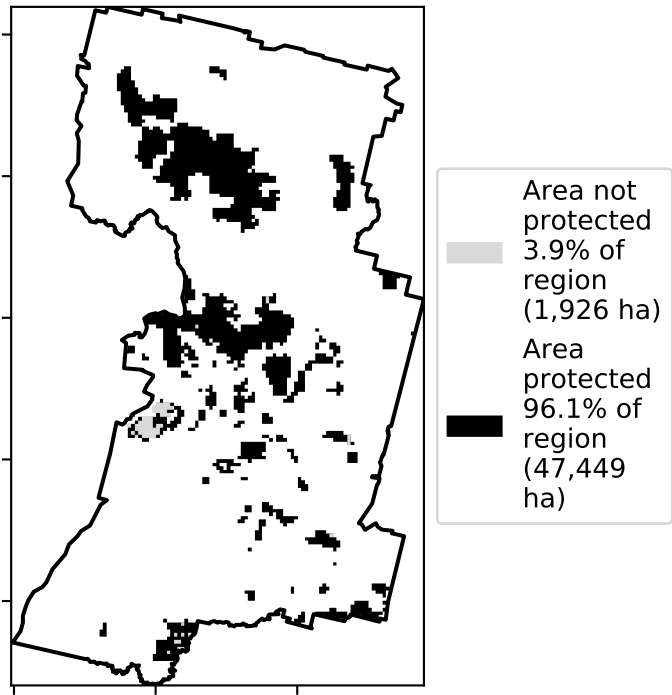 Area not
protected
3.9% of
region
(1,926 ha)
Area
protected
96.1% of
region
(47,449
ha)